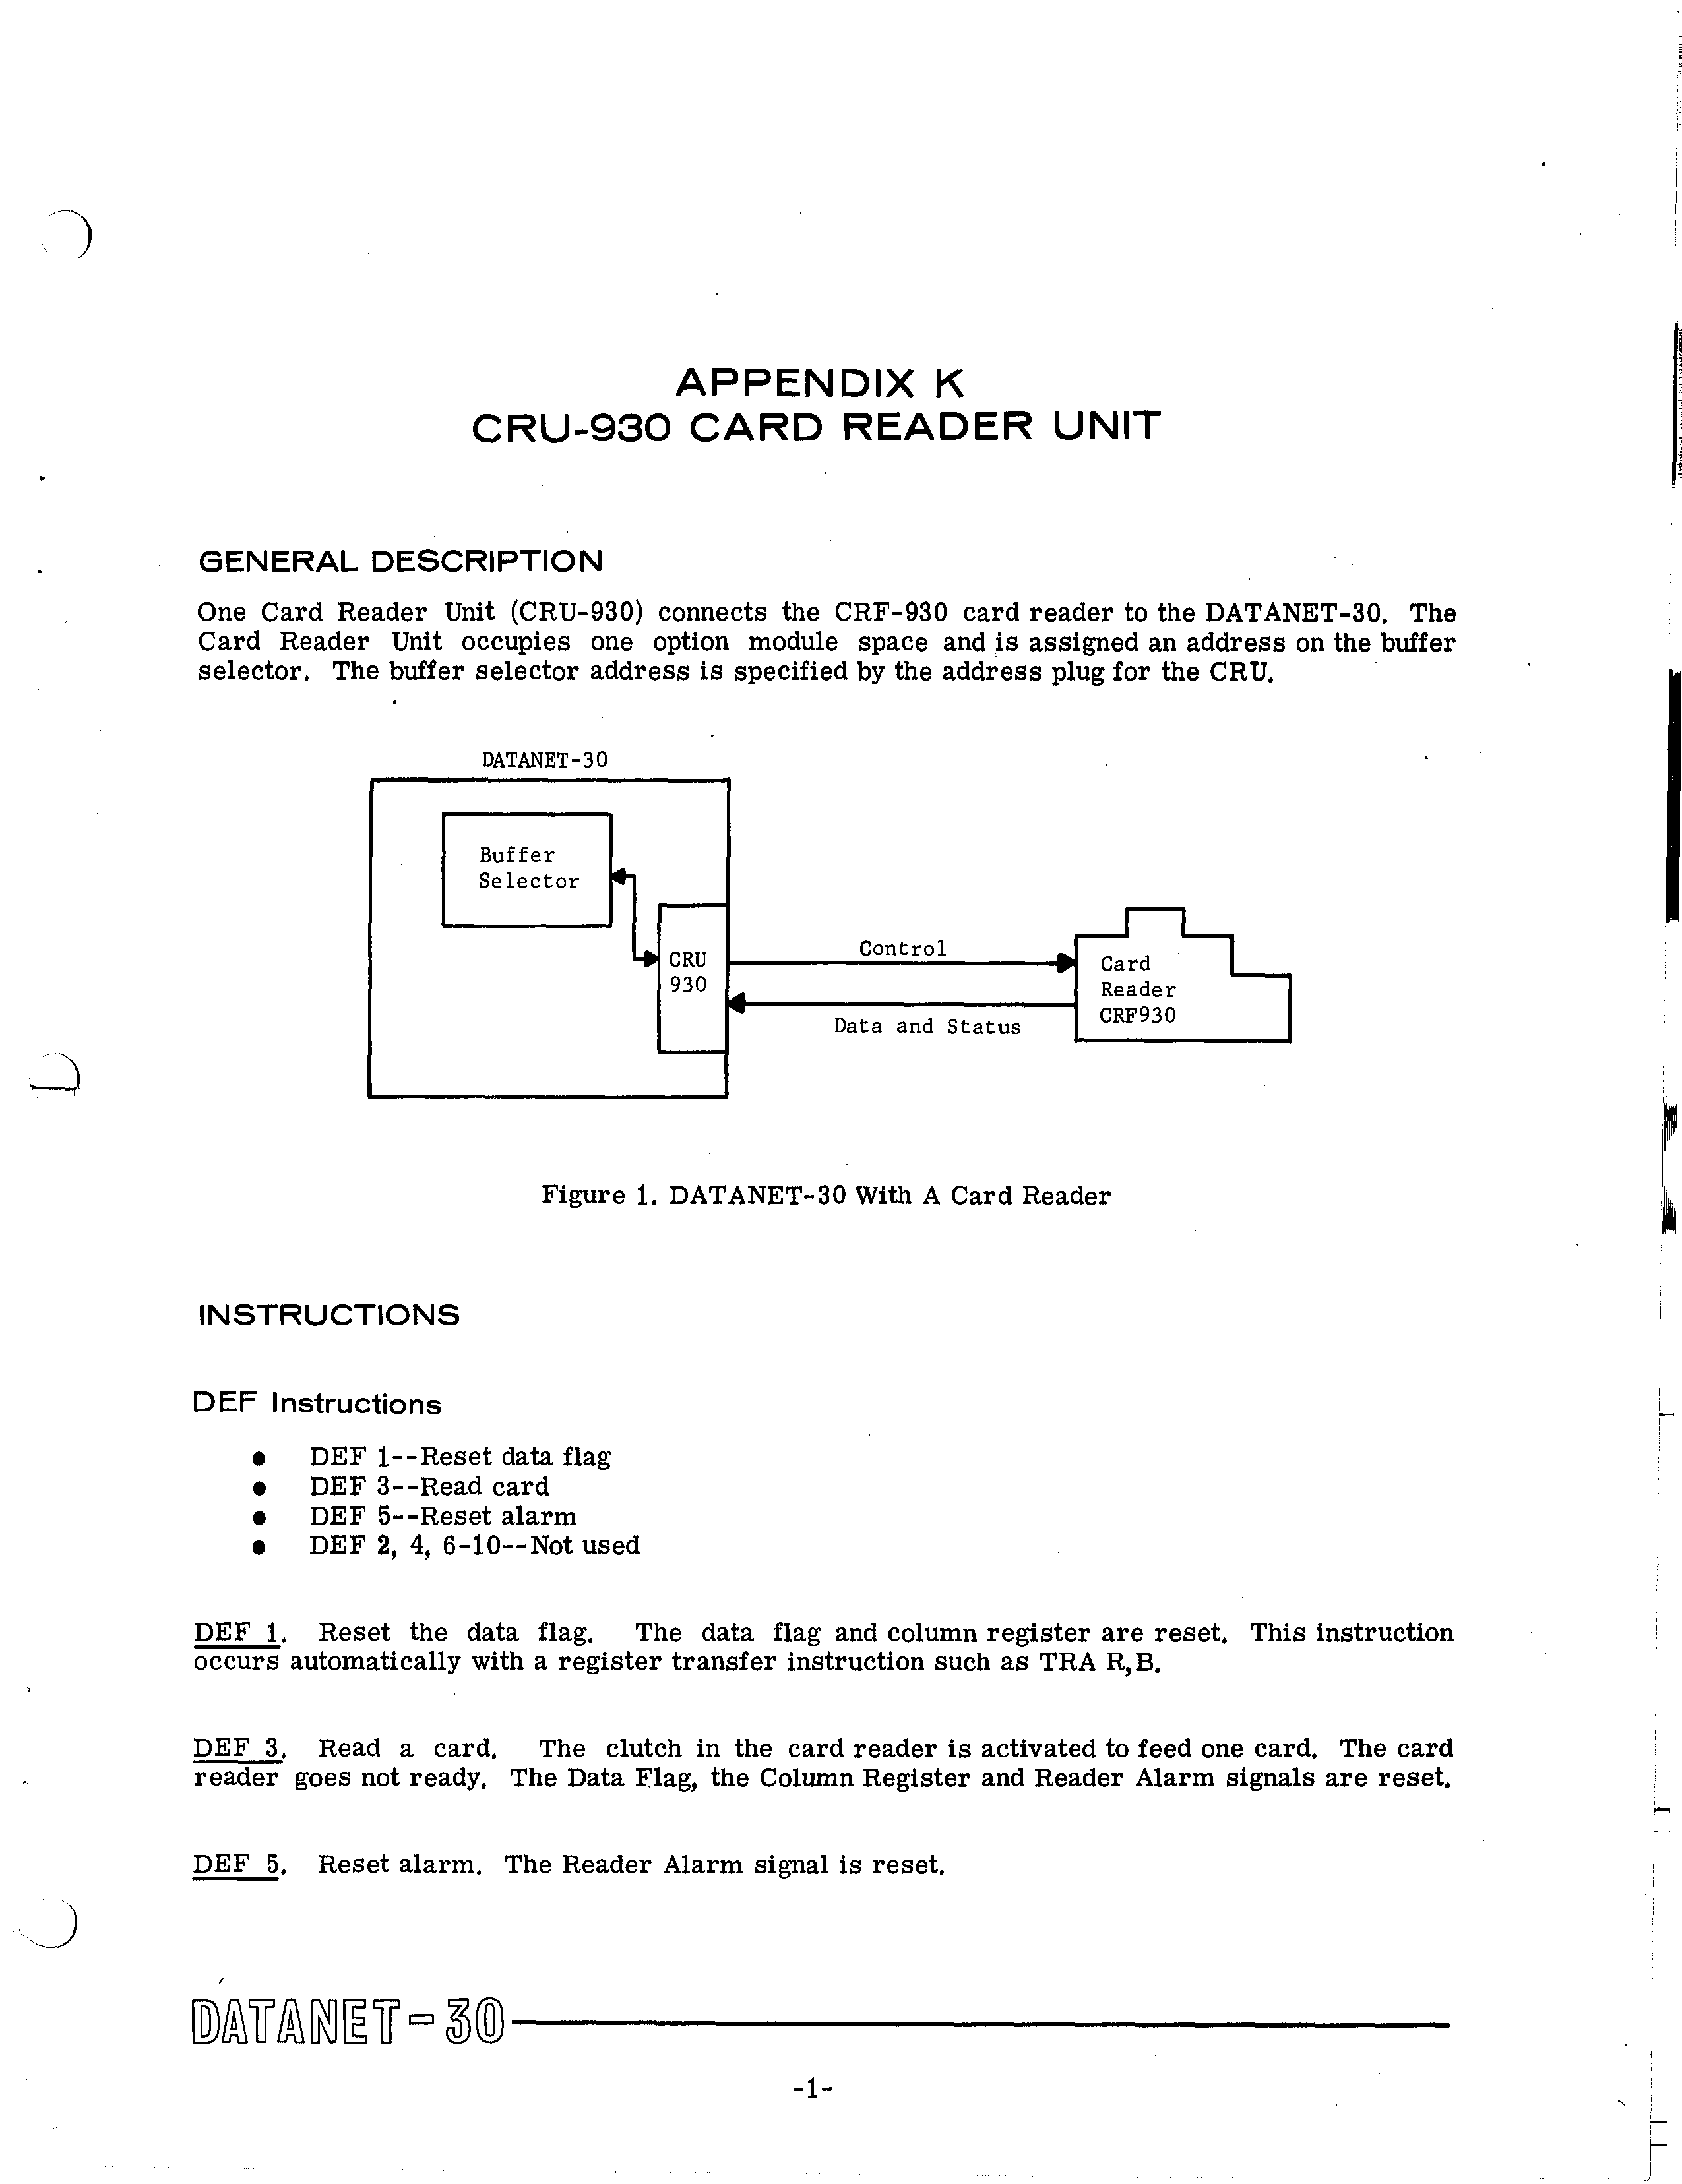 APPENDIX K
CRU-930 CARD READER UNIT
GENERAL DESCRIPTION
One Card Reader Unit (CRU-930) connects the CRF-930 card reader to the DATANET-30. The
Card Reader Unit occupies one option module space and is assigned an address on the buffer
selector. The buffer selector address is specified by the address plug for the CRU.
DATANET-30
Buffer
Selector
CRU
930
Control
Data and Status
Card
Reader
CRF930
Figure 1. DATANET-30 With A Card Reader
INSTRUCTIONS
DEF Instructions
● DEF 1--Reset data flag
● DEF 3--Read card
● DEF 5--Reset alarm
● DEF 2, 4, 6-10--Not used
DEF 1. Reset the data flag. The data flag and column register are reset. This instruction
occurs automatically with a register transfer instruction such as TRA R,B.
DEF 3. Read a card. The clutch in the card reader is activated to feed one card. The card
reader goes not ready. The Data Flag, the Column Register and Reader Alarm signals are reset.
DEF 5. Reset alarm. The Reader Alarm signal is reset.
DATANET-30
-1-